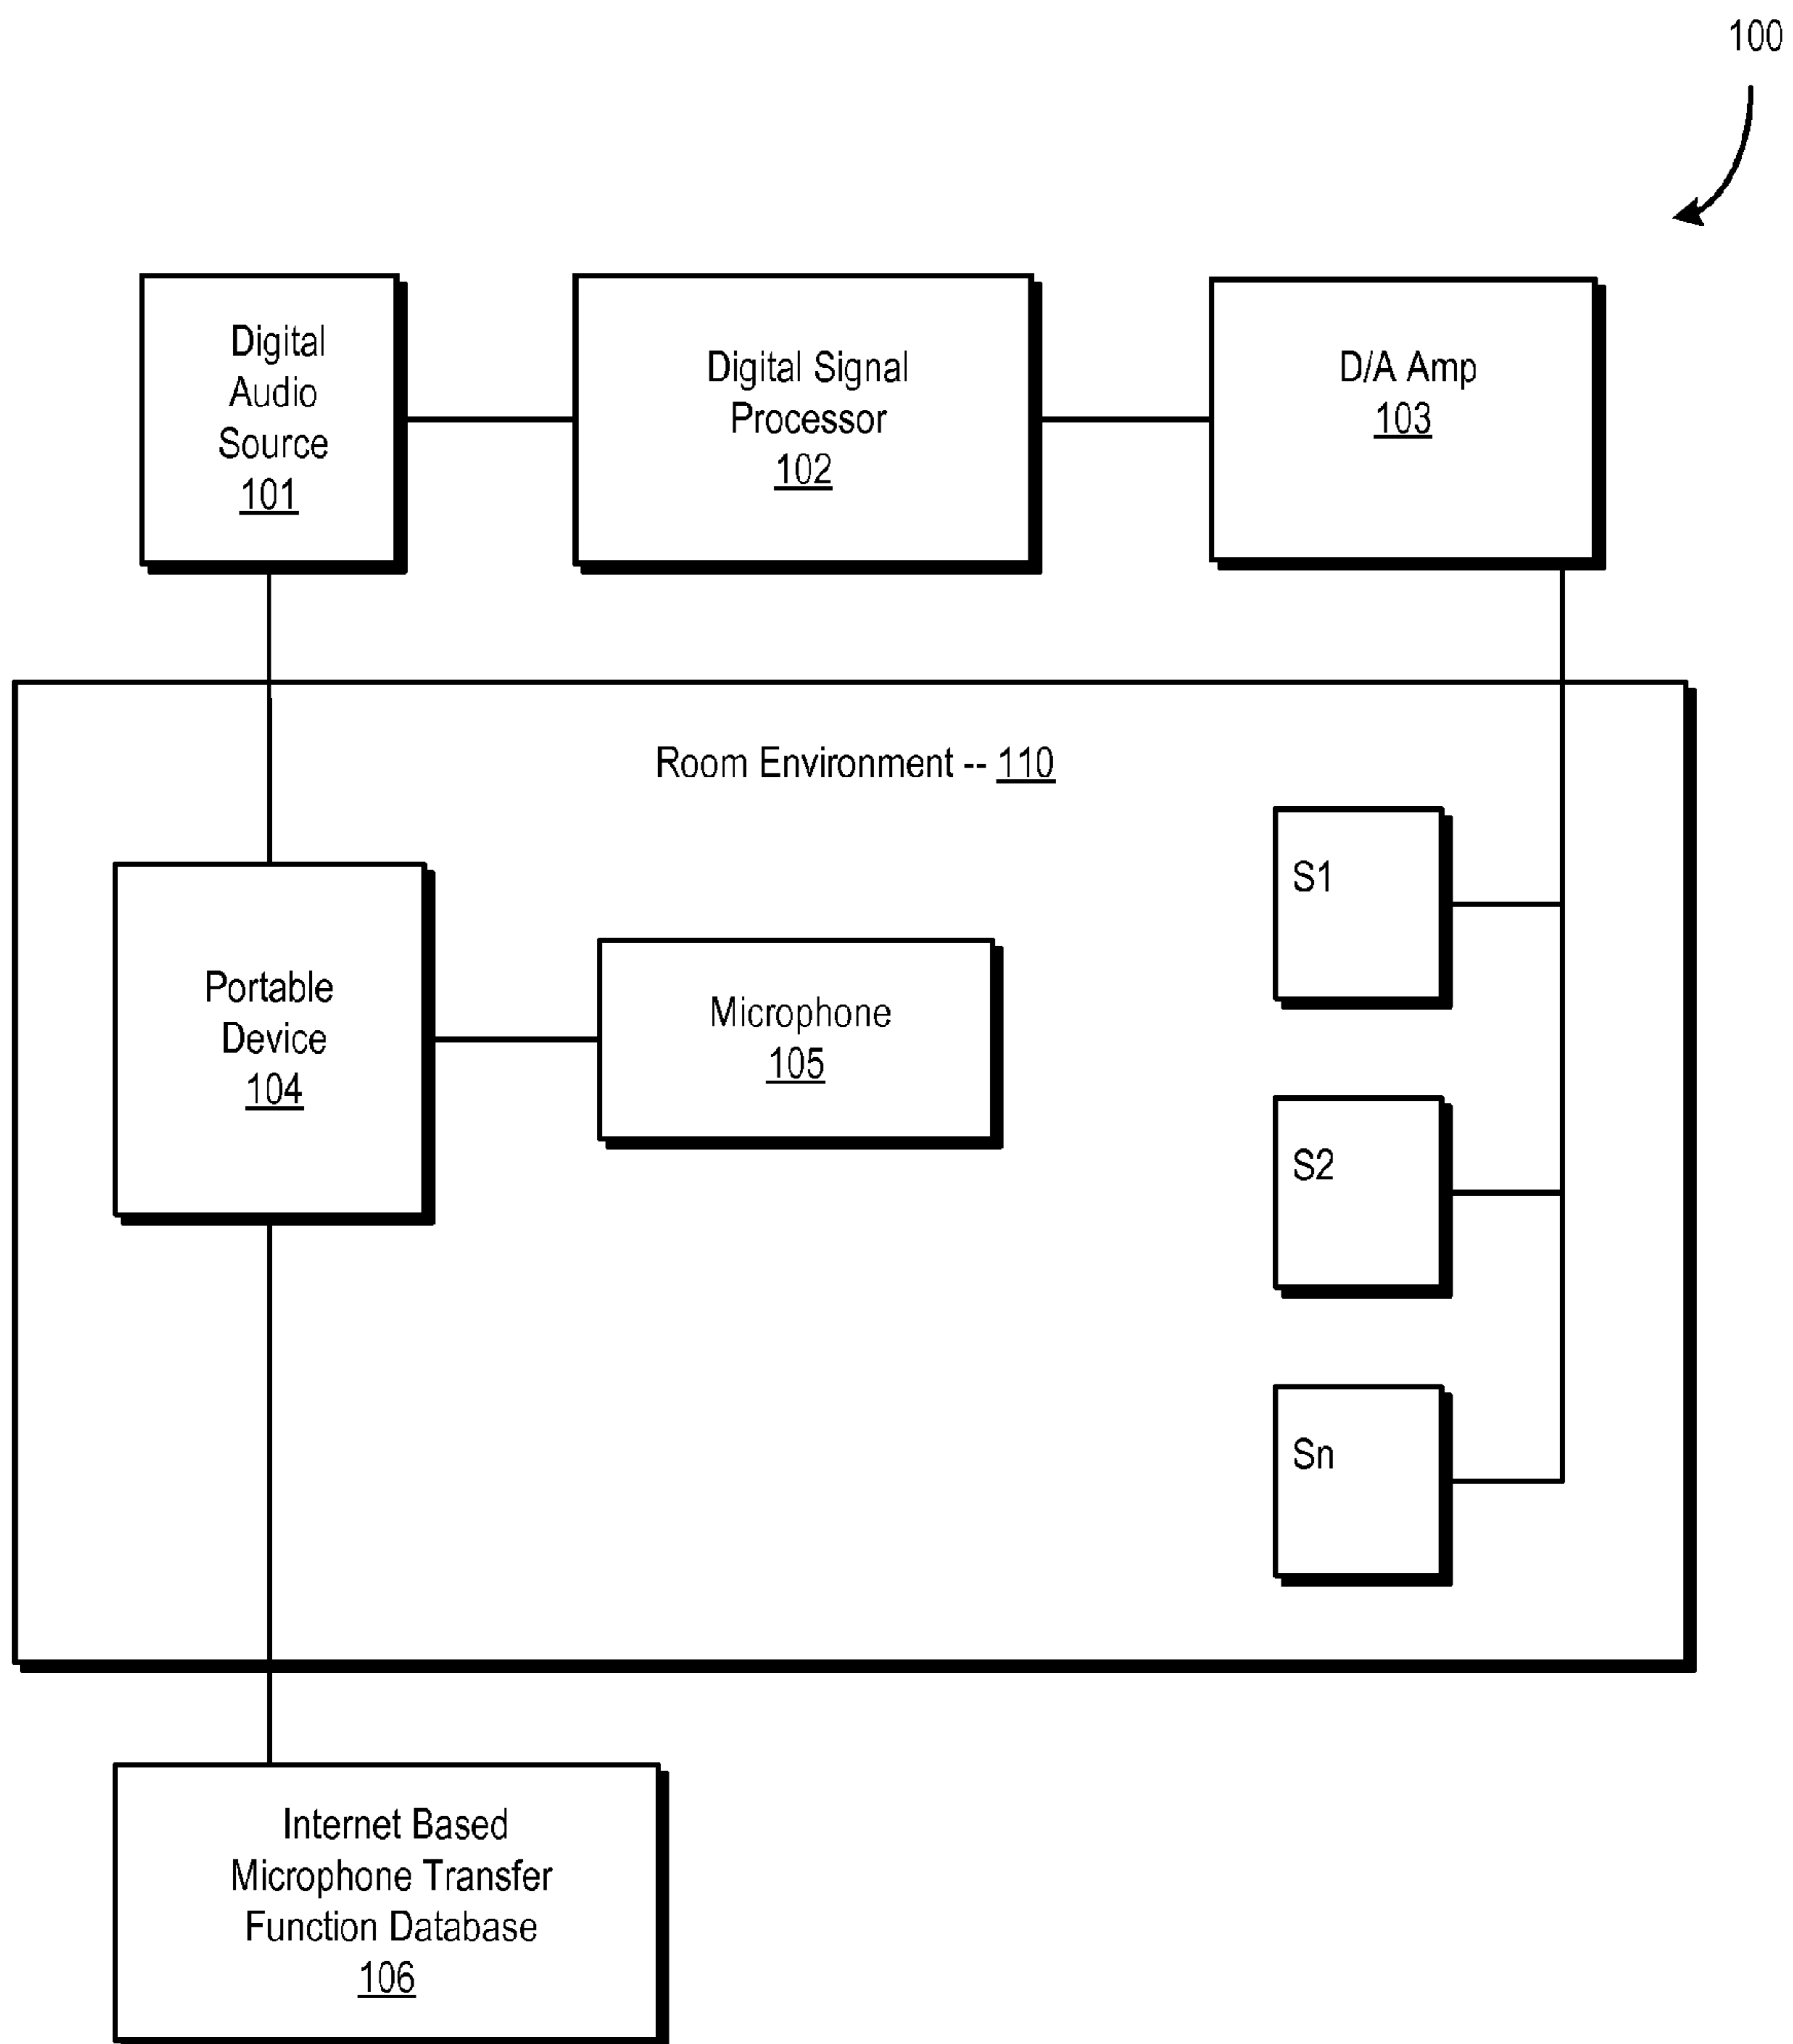 100
Digital
Audio
Source
101
Digital Signal
Processor
102
D/A Amp
103
Room Environment -- 110
S1
Portable
Device
104
Microphone
105
S2
Sn
Internet Based
Microphone Transfer
Function Database
106